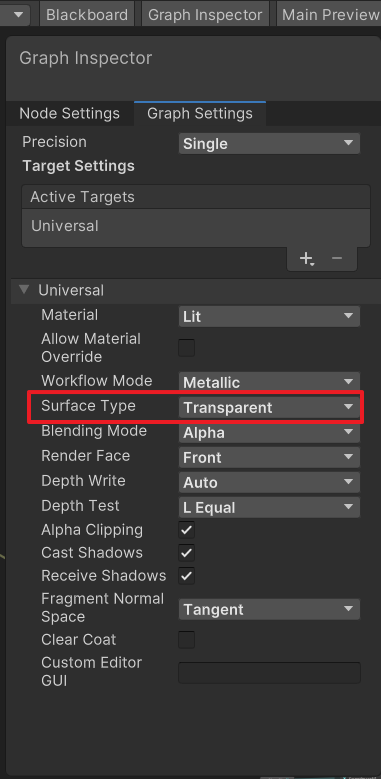 Blackboard Graph Inspector Main Preview
Graph Inspector
Node Settings Graph Settings
Precision Single
Target Settings
Active Targets
Universal
Universal
Material Lit
Allow Material
Override
Workflow Mode Metallic
Surface Type Transparent
Blending Mode Alpha
Render Face Front
Depth Write Auto
Depth Test L Equal
Alpha Clipping
Cast Shadows
Receive Shadows
Fragment Normal
Space Tangent
Clear Coat
Custom Editor
GUI